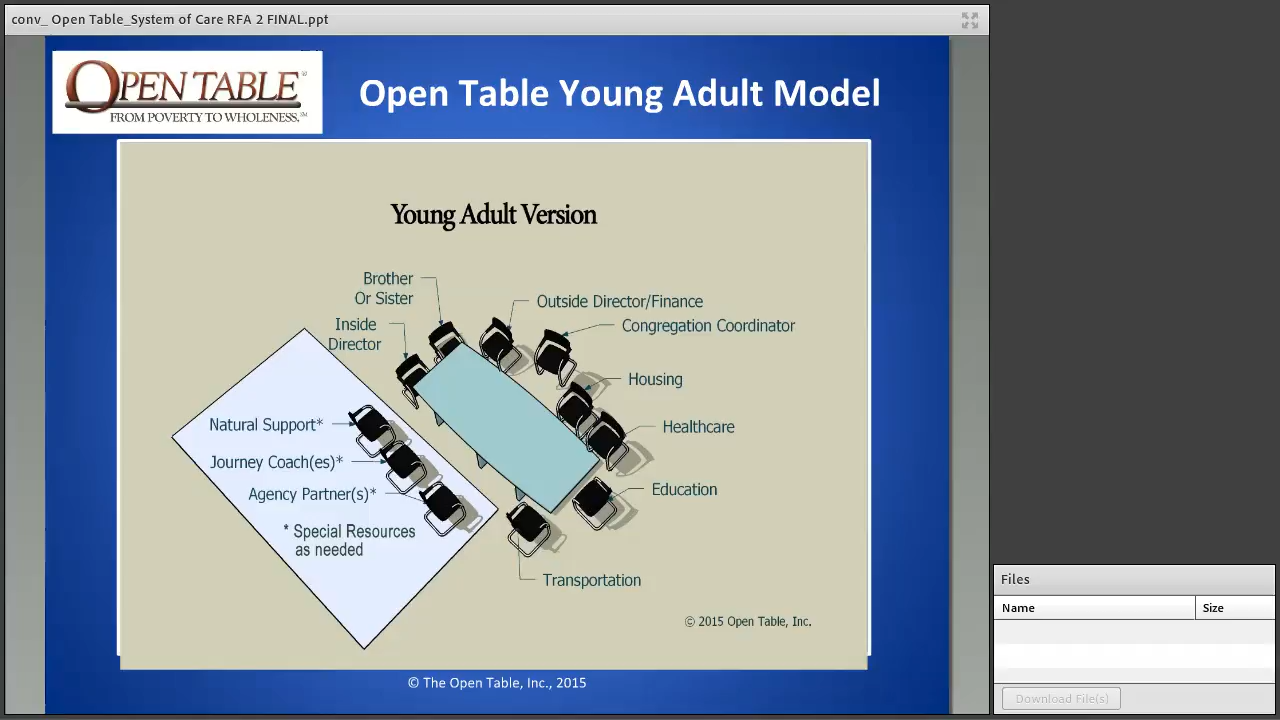 conv_ Open Table_System of Care RFA 2 FINAL.ppt
OPEN TABLE
FROM POVERTY TO WHOLENESS.
Open Table Young Adult Model
Young Adult Version
Brother
Or Sister
Inside
Director
Outside Director/Finance
Congregation Coordinator
Housing
Healthcare
Education
Transportation
Natural Support*
Journey Coach(es)*
Agency Partner(s)*
* Special Resources
as needed
© 2015 Open Table, Inc.
© The Open Table, Inc., 2015
Files
Name Size
Download File(s)